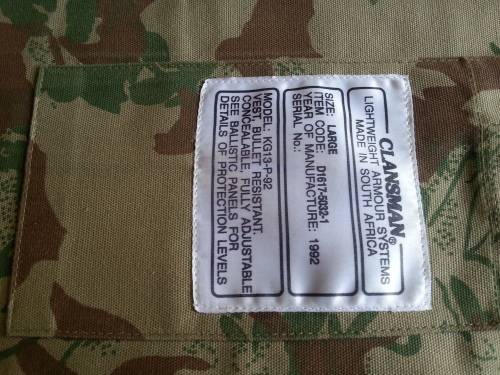 CLANSMAN®
LIGHTWEIGHT ARMOUR SYSTEMS
MADE IN SOUTH AFRICA
SIZE: LARGE
ITEM CODE: D1617-5032-1
YEAR OF MANUFACTURE: 1992
SERIAL No.:
MODEL: KG13-P-92
VEST, BULLET RESISTANT.
CONCEALABLE, FULLY ADJUSTABLE
SEE BALLISTIC PANELS FOR
DETAILS OF PROTECTION LEVELS